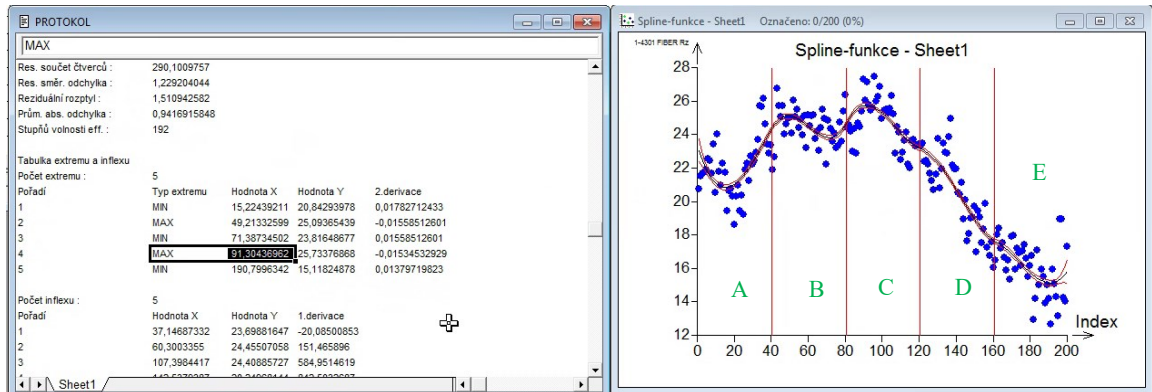 PROTOKOL
MAX
Res. součet čtverců : 290,1009757
Res. směr. odchylka : 1,229204044
Reziduální rozptyl : 1,510942582
Prům. abs. odchylka : 0,9416915848
Stupňů volnosti eff. : 192
Tabulka extremu a inflexu
Počet extremu : 5
Pořadí Typ extremu Hodnota X Hodnota Y 2.derivace
1 MIN 15,22439211 20,84293978 0,01782712433
2 MAX 49,21332599 25,09365439 -0,01558512601
3 MIN 71,38734502 23,81648677 0,01558512601
4 MAX 91,30436962 25,73376868 -0,01534532929
5 MIN 190,7996342 15,11824878 0,01379719823
Počet inflexu : 5
Pořadí Hodnota X Hodnota Y 1.derivace
1 37,14687332 23,69881647 -20,08500853
2 60,3003355 24,45507058 151,465896
3 107,3984417 24,40885727 584,9514619
Sheet1
Spline-funkce - Sheet1 Označeno: 0/200 (0%)
1-4301 FIBER Rz
Spline-funkce - Sheet1
28
26
24
22
20
18
16
14
12
A B C D E
Index
0 20 40 60 80 100 120 140 160 180 200